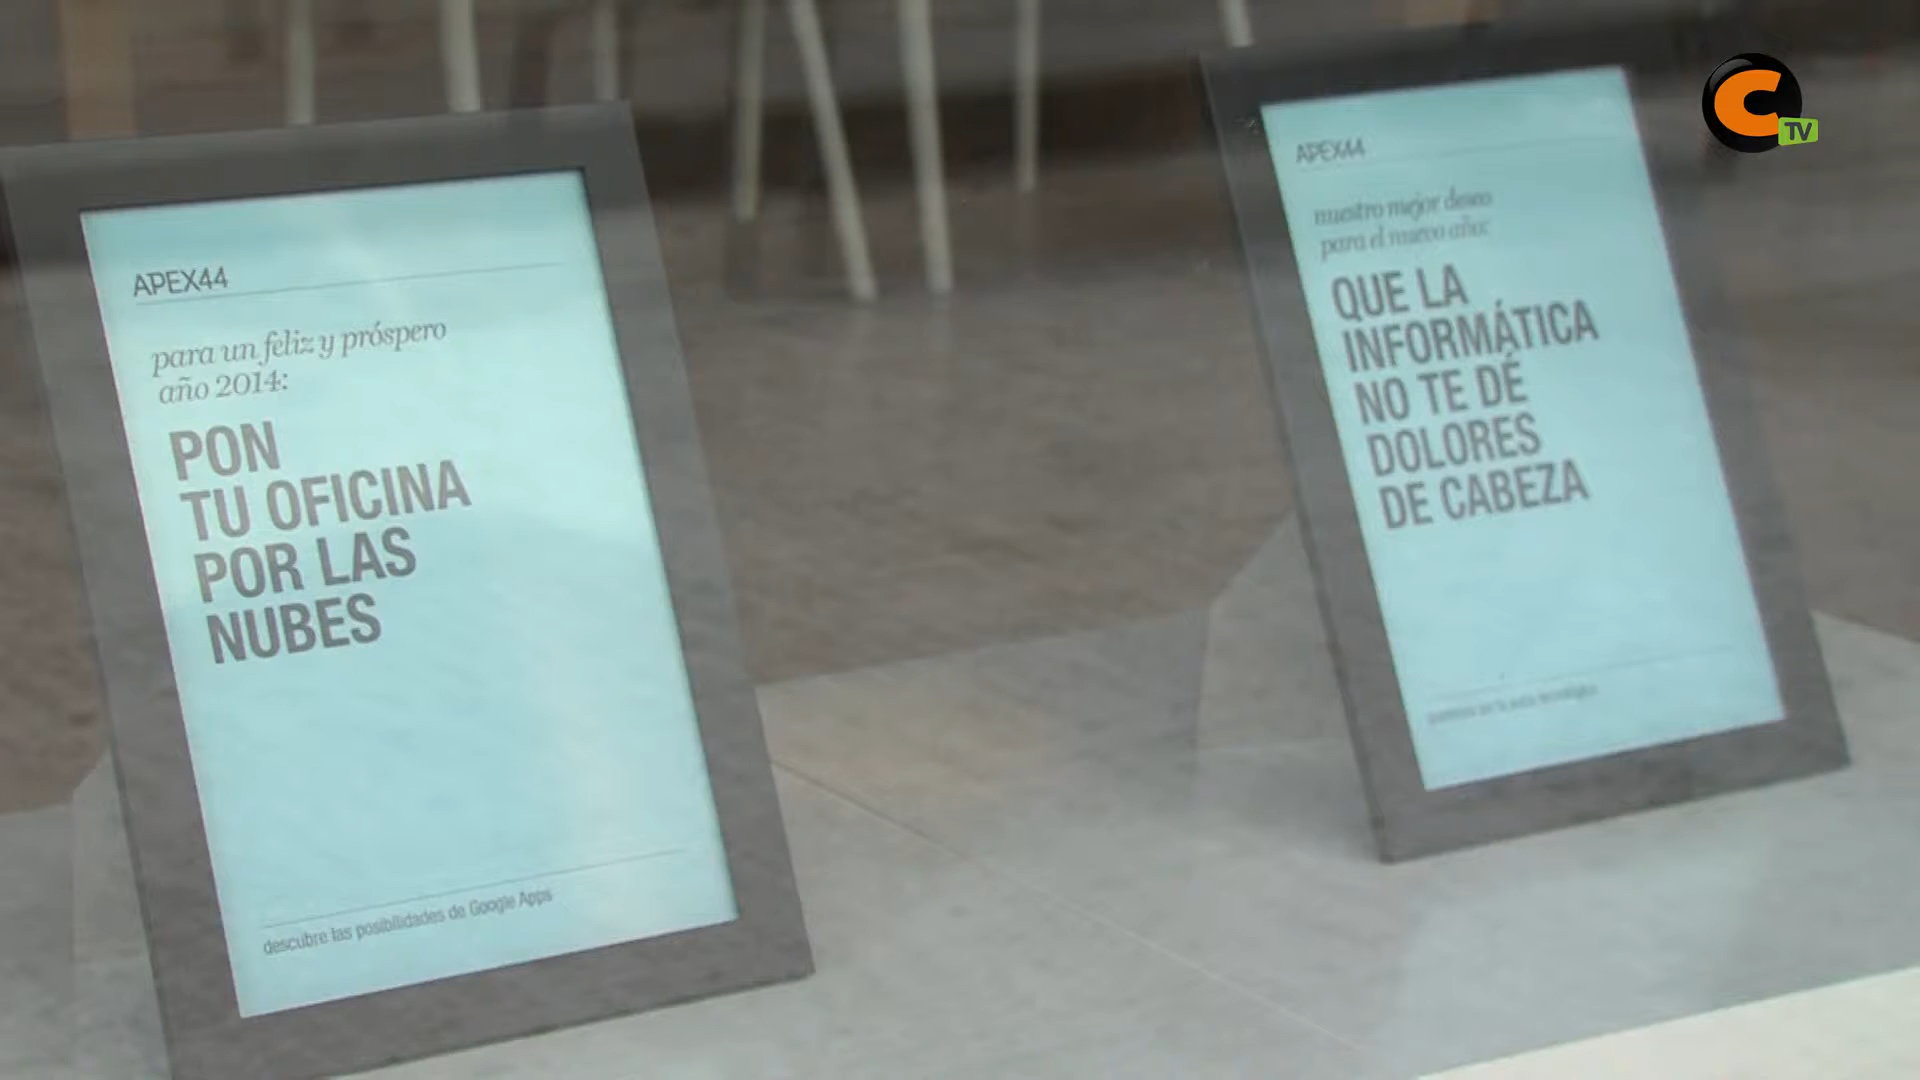 APEX44
para un feliz y próspero
año 2014:
PON
TU OFICINA
POR LAS
NUBES
descubre las posibilidades de Google Apps
APEX44
nuestro mejor deseo
para el nuevo año:
QUE LA
INFORMÁTICA
NO TE DÉ
DOLORES
DE CABEZA
C TV